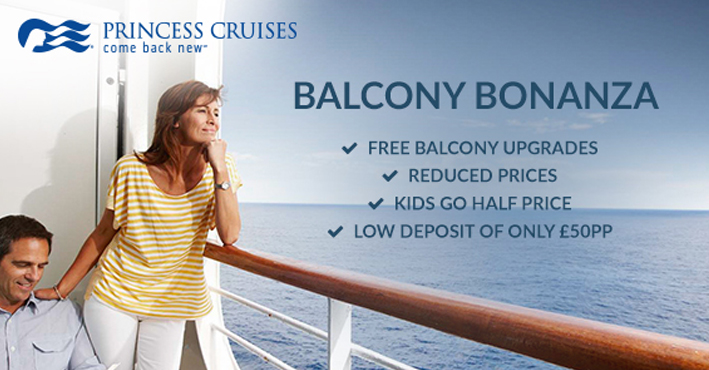 PRINCESS CRUISES
come back new℠
BALCONY BONANZA
✓ FREE BALCONY UPGRADES
✓ REDUCED PRICES
✓ KIDS GO HALF PRICE
✓ LOW DEPOSIT OF ONLY £50PP